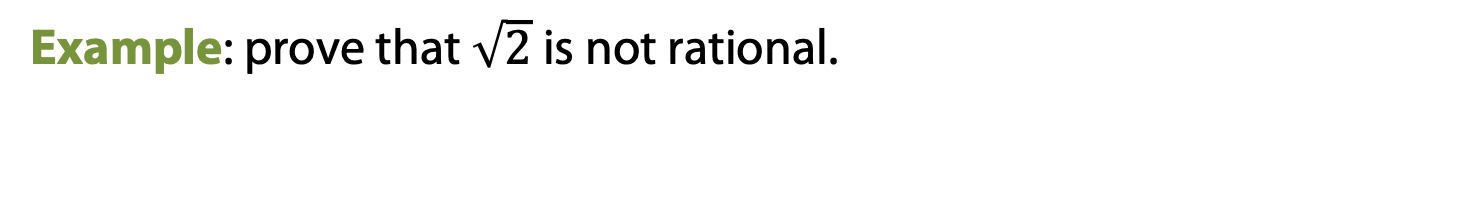 Example: prove that √2 is not rational.